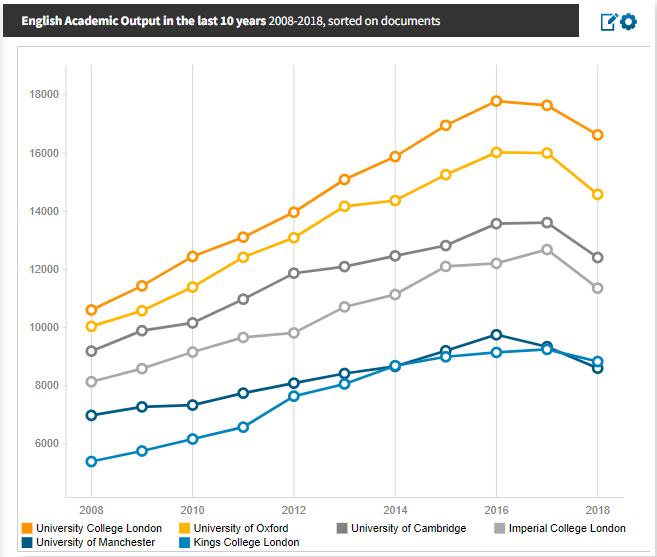 English Academic Output in the last 10 years 2008-2018, sorted on documents
18000
16000
14000
12000
10000
8000
6000
2008 2010 2012 2014 2016 2018
University College London University of Oxford University of Cambridge Imperial College London
University of Manchester Kings College London